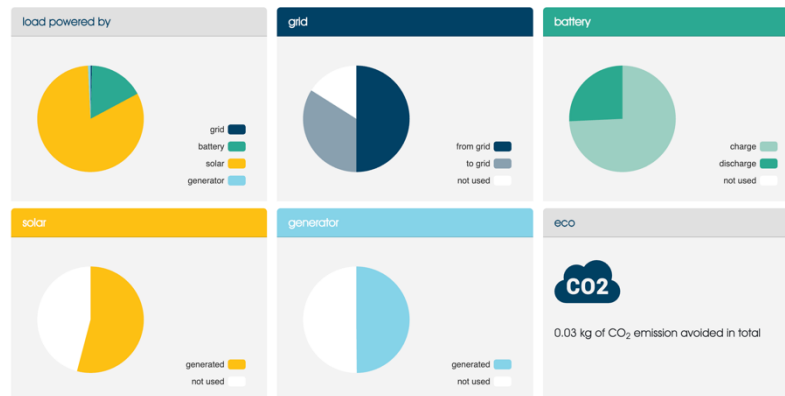 load powered by
grid
battery
solar
generator
grid
from grid
to grid
not used
battery
charge
discharge
not used
solar
generated
not used
generator
generated
not used
eco
CO2
0.03 kg of CO₂ emission avoided in total